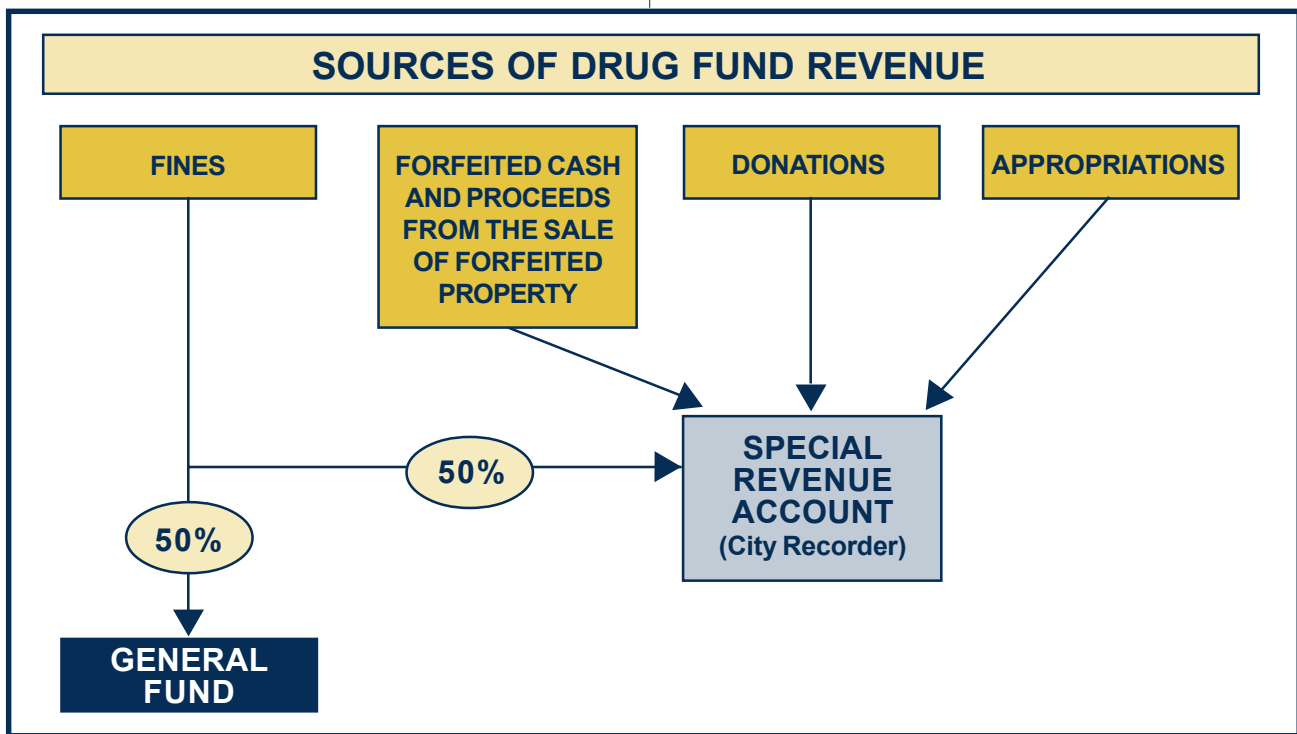 SOURCES OF DRUG FUND REVENUE
FINES
FORFEITED CASH
AND PROCEEDS
FROM THE SALE
OF FORFEITED
PROPERTY
DONATIONS
APPROPRIATIONS
50%
50%
SPECIAL
REVENUE
ACCOUNT
(City Recorder)
GENERAL
FUND